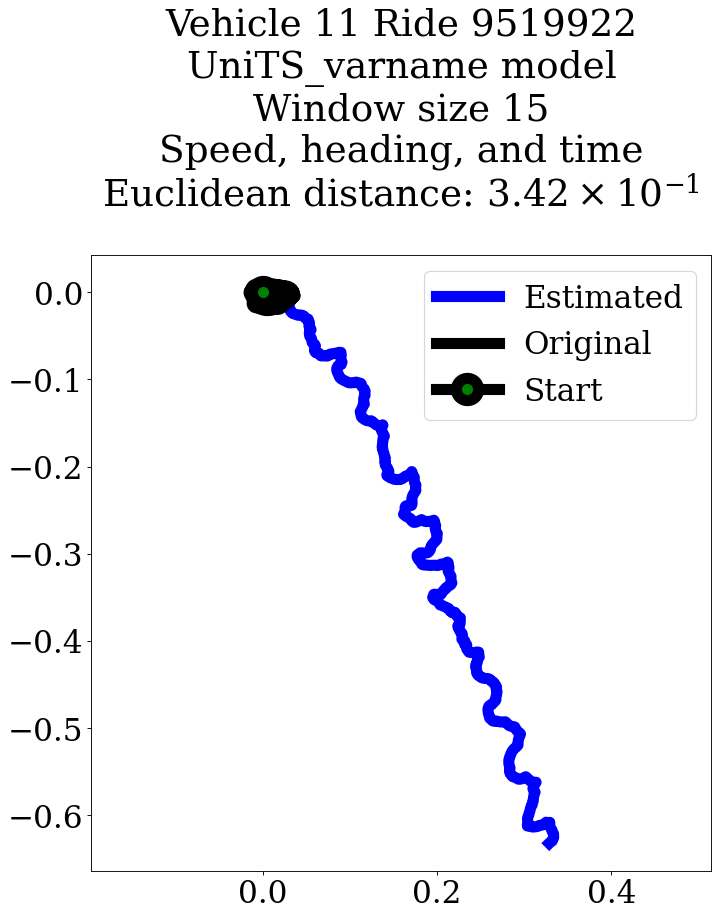 Vehicle 11 Ride 9519922
UniTS_varname model
Window size 15
Speed, heading, and time
Euclidean distance: 3.42 × 10⁻¹
Estimated
Original
Start
0.0
−0.1
−0.2
−0.3
−0.4
−0.5
−0.6
0.0 0.2 0.4